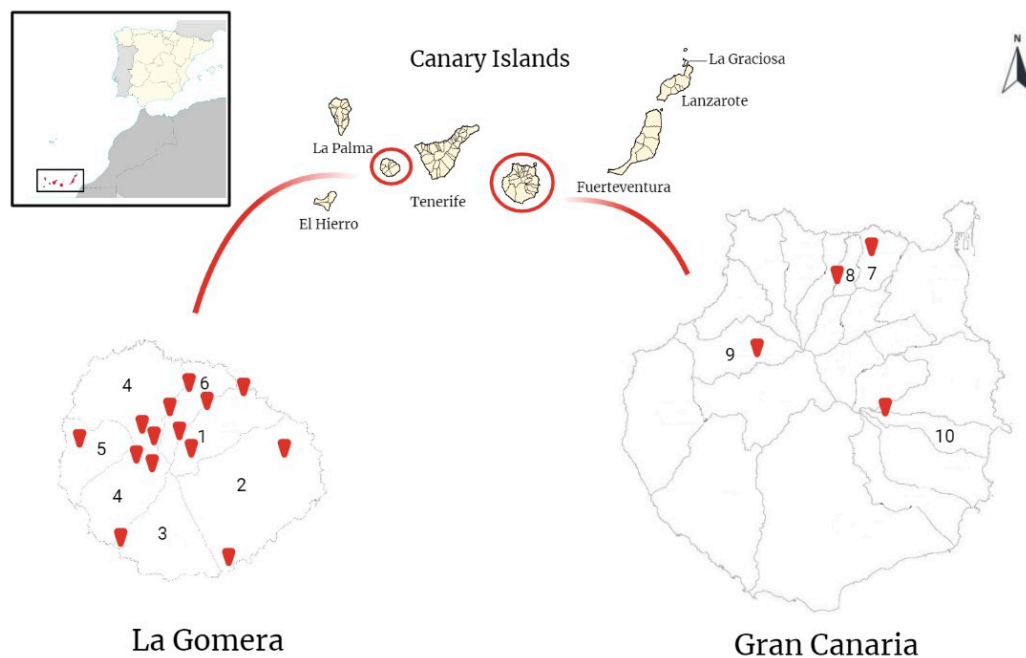 N
Canary Islands
La Graciosa
Lanzarote
La Palma
Fuerteventura
Tenerife
El Hierro
8 7
9
10
4 6
1
5
2
4
3
La Gomera
Gran Canaria